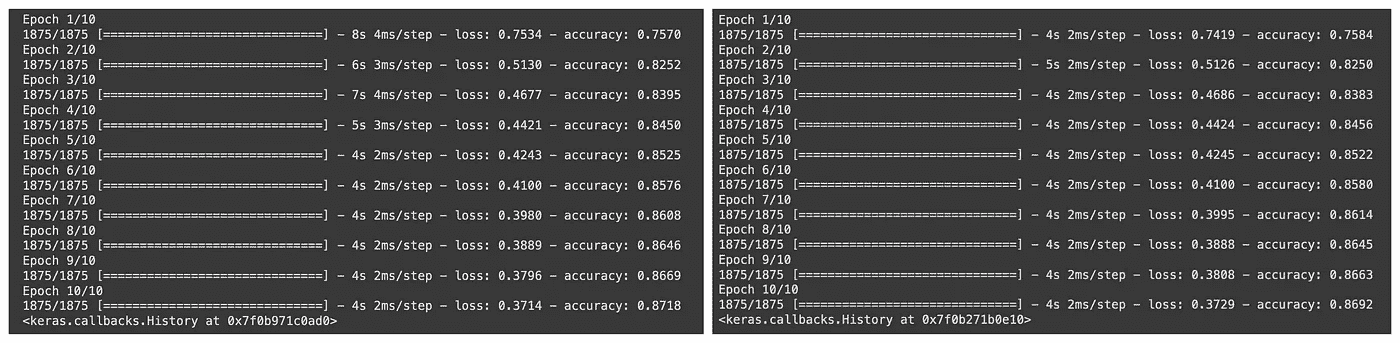 Epoch 1/10
1875/1875 [==============================] - 8s 4ms/step - loss: 0.7534 - accuracy: 0.7570
Epoch 2/10
1875/1875 [==============================] - 6s 3ms/step - loss: 0.5130 - accuracy: 0.8252
Epoch 3/10
1875/1875 [==============================] - 7s 4ms/step - loss: 0.4677 - accuracy: 0.8395
Epoch 4/10
1875/1875 [==============================] - 5s 3ms/step - loss: 0.4421 - accuracy: 0.8450
Epoch 5/10
1875/1875 [==============================] - 4s 2ms/step - loss: 0.4243 - accuracy: 0.8525
Epoch 6/10
1875/1875 [==============================] - 4s 2ms/step - loss: 0.4100 - accuracy: 0.8576
Epoch 7/10
1875/1875 [==============================] - 4s 2ms/step - loss: 0.3980 - accuracy: 0.8608
Epoch 8/10
1875/1875 [==============================] - 4s 2ms/step - loss: 0.3889 - accuracy: 0.8646
Epoch 9/10
1875/1875 [==============================] - 4s 2ms/step - loss: 0.3796 - accuracy: 0.8669
Epoch 10/10
1875/1875 [==============================] - 4s 2ms/step - loss: 0.3714 - accuracy: 0.8718
<keras.callbacks.History at 0x7f0b971c0ad0>
Epoch 1/10
1875/1875 [==============================] - 4s 2ms/step - loss: 0.7419 - accuracy: 0.7584
Epoch 2/10
1875/1875 [==============================] - 5s 2ms/step - loss: 0.5126 - accuracy: 0.8250
Epoch 3/10
1875/1875 [==============================] - 4s 2ms/step - loss: 0.4686 - accuracy: 0.8383
Epoch 4/10
1875/1875 [==============================] - 4s 2ms/step - loss: 0.4424 - accuracy: 0.8456
Epoch 5/10
1875/1875 [==============================] - 4s 2ms/step - loss: 0.4245 - accuracy: 0.8522
Epoch 6/10
1875/1875 [==============================] - 4s 2ms/step - loss: 0.4100 - accuracy: 0.8580
Epoch 7/10
1875/1875 [==============================] - 4s 2ms/step - loss: 0.3995 - accuracy: 0.8614
Epoch 8/10
1875/1875 [==============================] - 4s 2ms/step - loss: 0.3888 - accuracy: 0.8645
Epoch 9/10
1875/1875 [==============================] - 4s 2ms/step - loss: 0.3808 - accuracy: 0.8663
Epoch 10/10
1875/1875 [==============================] - 4s 2ms/step - loss: 0.3729 - accuracy: 0.8692
<keras.callbacks.History at 0x7f0b271b0e10>